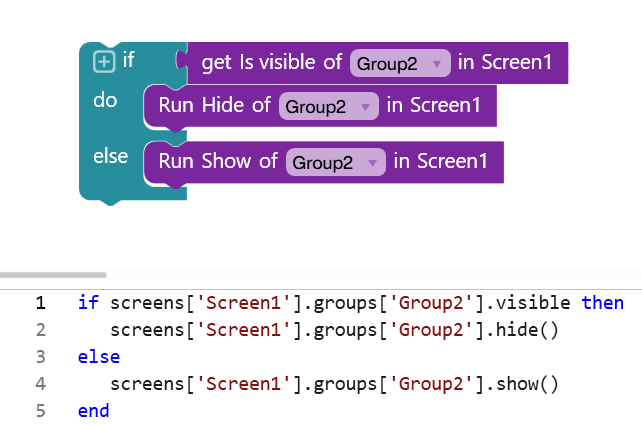 if get Is visible of Group2 in Screen1
do Run Hide of Group2 in Screen1
else Run Show of Group2 in Screen1
1 if screens['Screen1'].groups['Group2'].visible then
2 screens['Screen1'].groups['Group2'].hide()
3 else
4 screens['Screen1'].groups['Group2'].show()
5 end